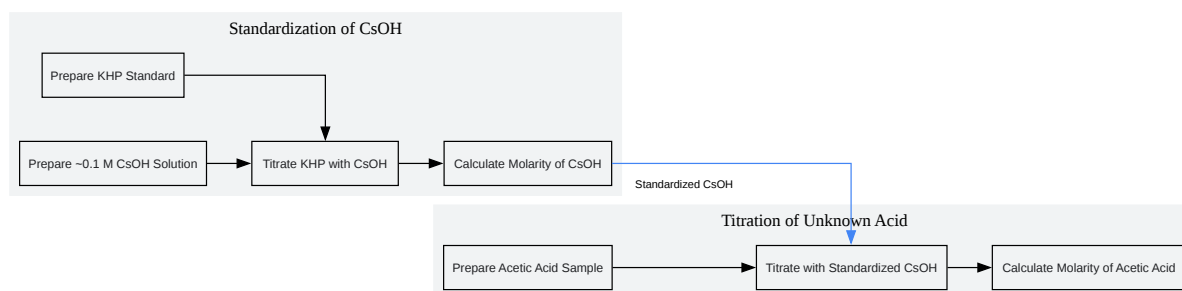 Standardization of CsOH
Prepare KHP Standard
Prepare ~0.1 M CsOH Solution
Titrate KHP with CsOH
Calculate Molarity of CsOH
Standardized CsOH
Titration of Unknown Acid
Prepare Acetic Acid Sample
Titrate with Standardized CsOH
Calculate Molarity of Acetic Acid